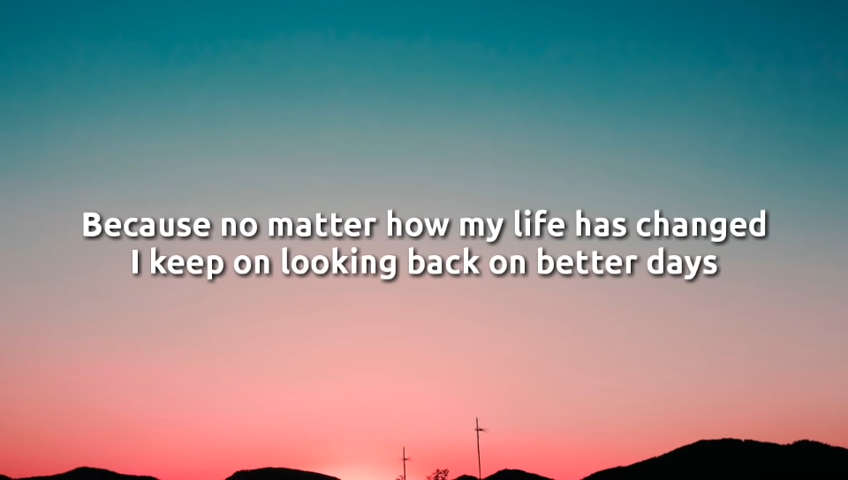 Because no matter how my life has changed
I keep on looking back on better days